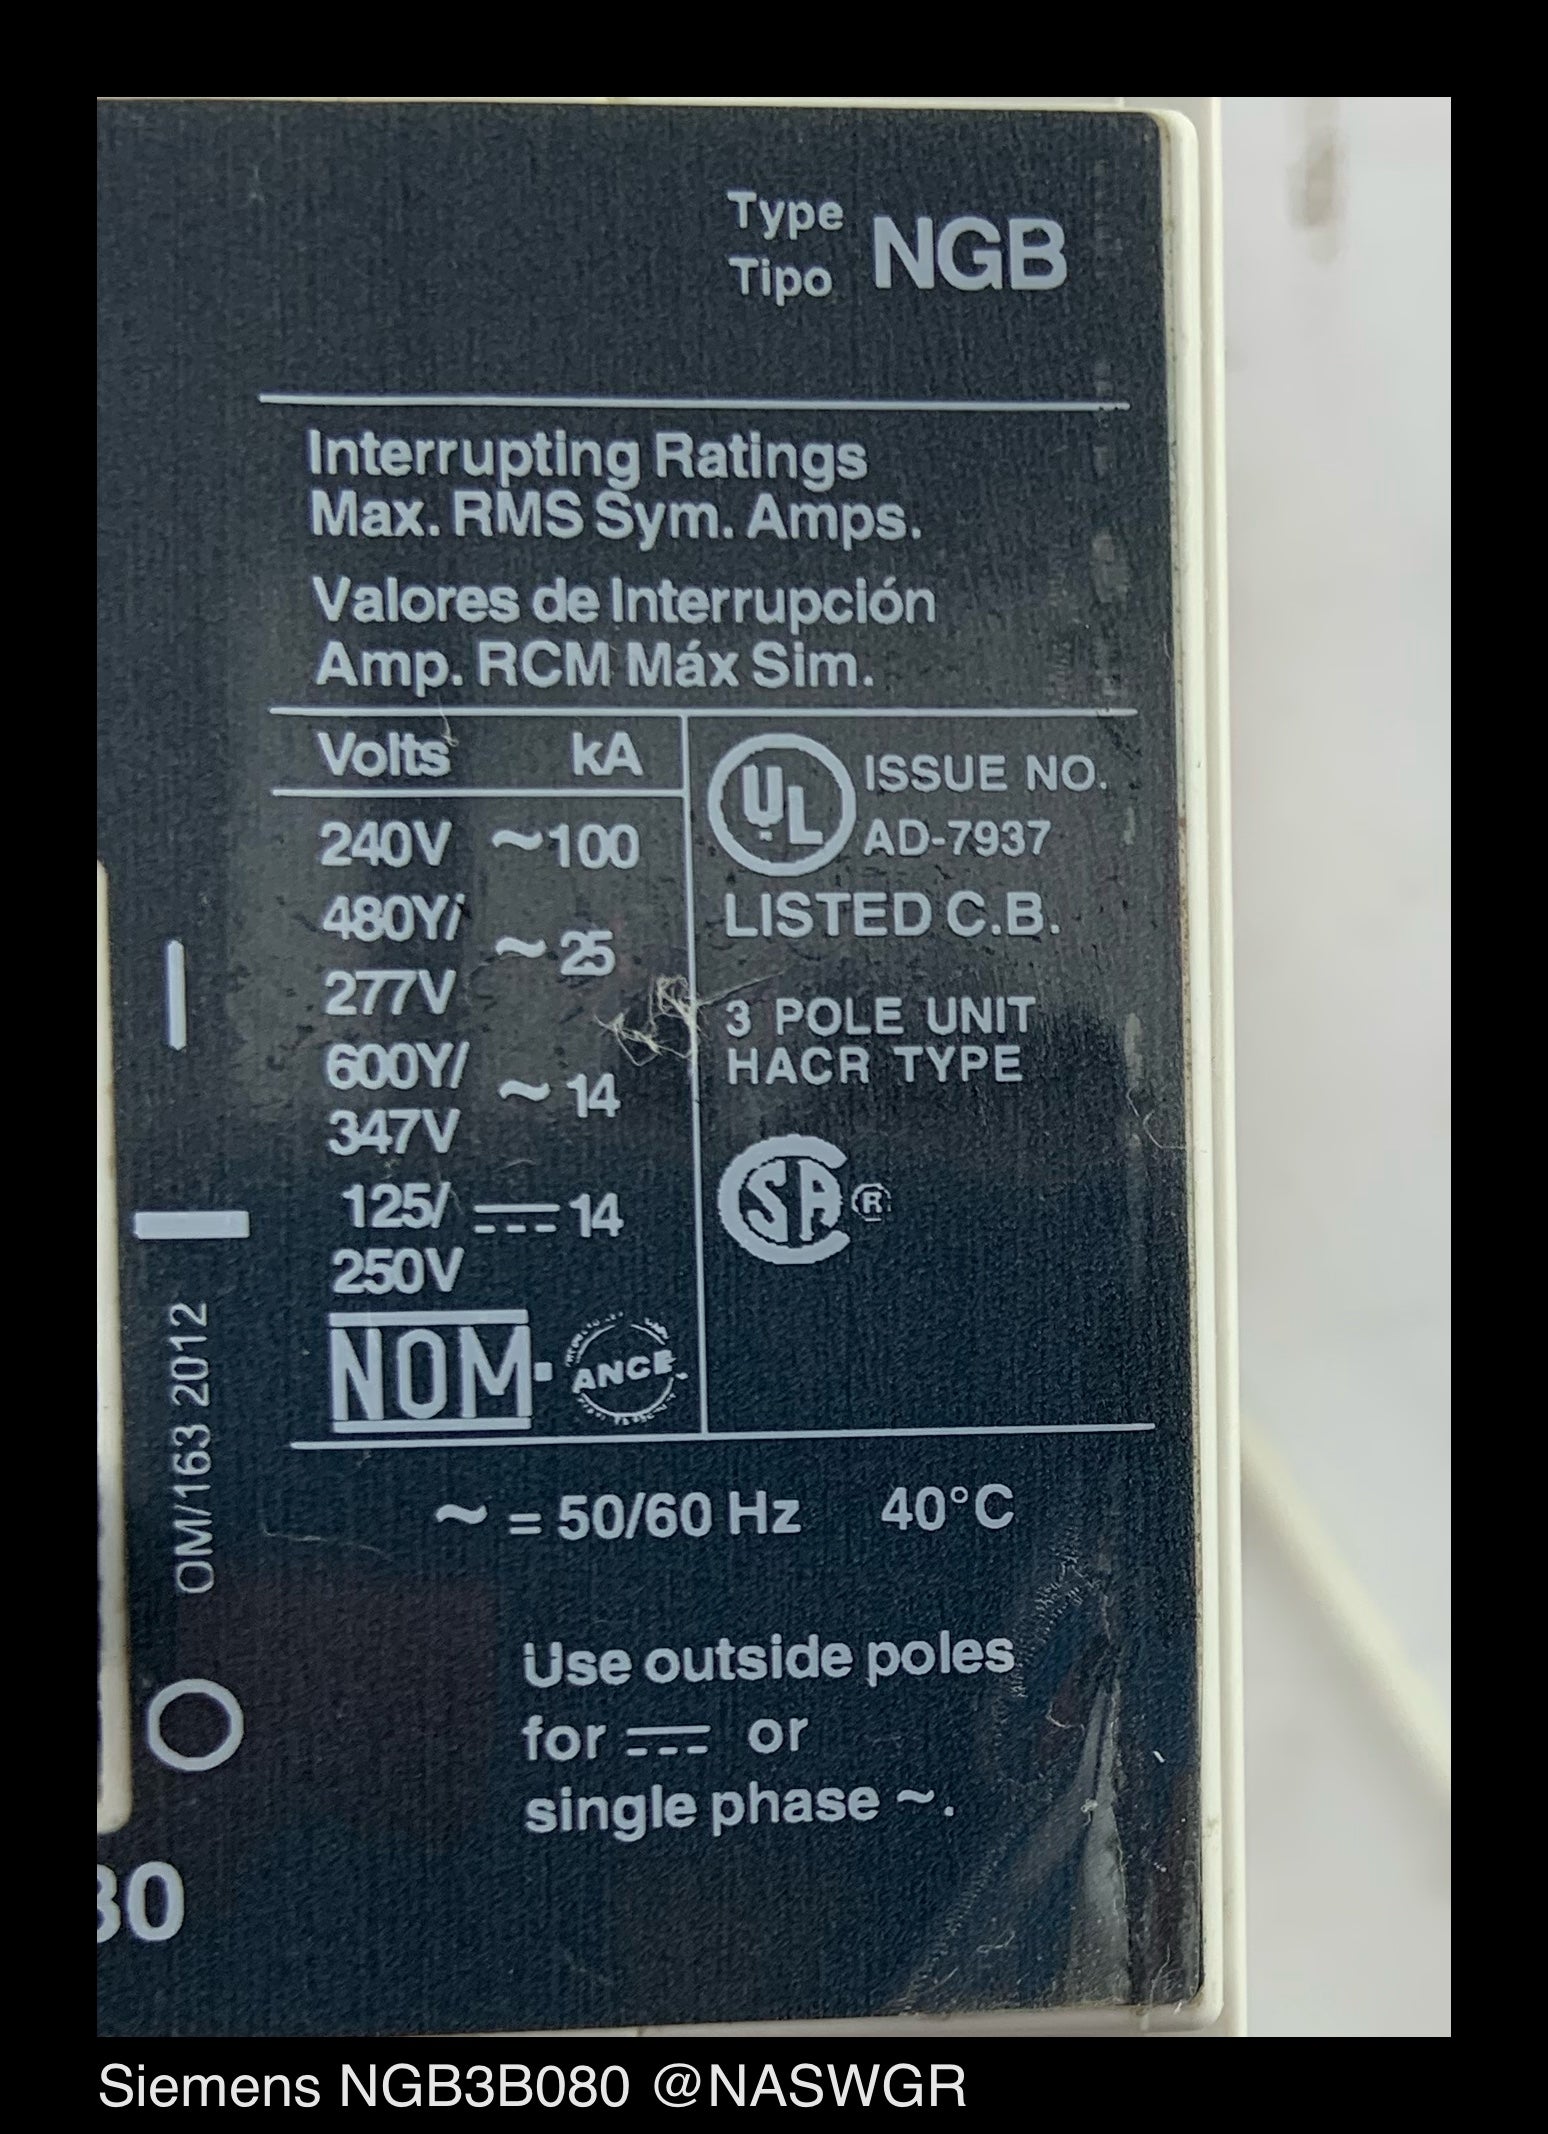 Type
Tipo
NGB
Interrupting Ratings
Max. RMS Sym. Amps.
Valores de Interrupción
Amp. RCM Máx Sim.
Volts kA
240V ~100
480Y/
277V ~25
600Y/
347V ~14
125/
250V ⎓ 14
NOM· ANCE
UL ISSUE NO.
AD-7937
LISTED C.B.
3 POLE UNIT
HACR TYPE
CSA ®
OM/163 2012
~ = 50/60 Hz 40°C
Use outside poles
for ⎓ or
single phase ~.
80
Siemens NGB3B080 @NASWGR